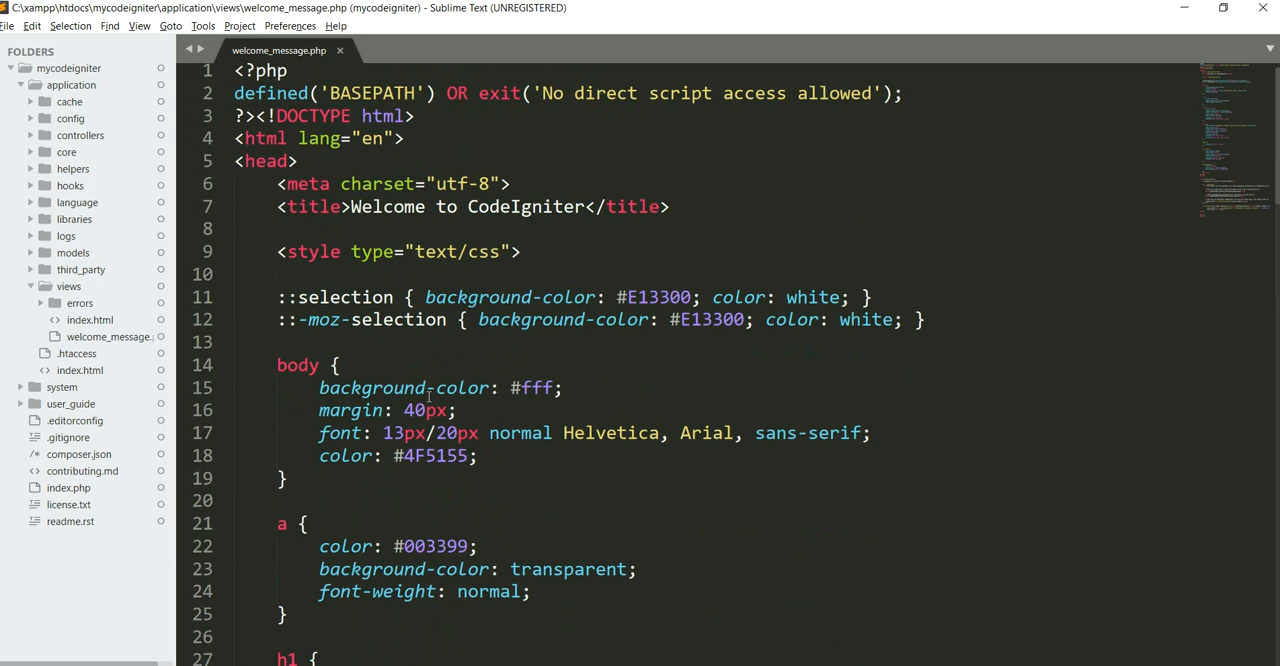 C:\xampp\htdocs\mycodeigniter\application\views\welcome_message.php (mycodeigniter) - Sublime Text (UNREGISTERED)
File Edit Selection Find View Goto Tools Project Preferences Help
FOLDERS
mycodeigniter
application
cache
config
controllers
core
helpers
hooks
language
libraries
logs
models
third_party
views
errors
index.html
welcome_message.
.htaccess
index.html
system
user_guide
.editorconfig
.gitignore
composer.json
contributing.md
index.php
license.txt
readme.rst
welcome_message.php
1 <?php
2 defined('BASEPATH') OR exit('No direct script access allowed');
3 ?><!DOCTYPE html>
4 <html lang="en">
5 <head>
6 <meta charset="utf-8">
7 <title>Welcome to CodeIgniter</title>
8
9 <style type="text/css">
10
11 ::selection { background-color: #E13300; color: white; }
12 ::-moz-selection { background-color: #E13300; color: white; }
13
14 body {
15 background-color: #fff;
16 margin: 40px;
17 font: 13px/20px normal Helvetica, Arial, sans-serif;
18 color: #4F5155;
19 }
20
21 a {
22 color: #003399;
23 background-color: transparent;
24 font-weight: normal;
25 }
26
27 h1 {